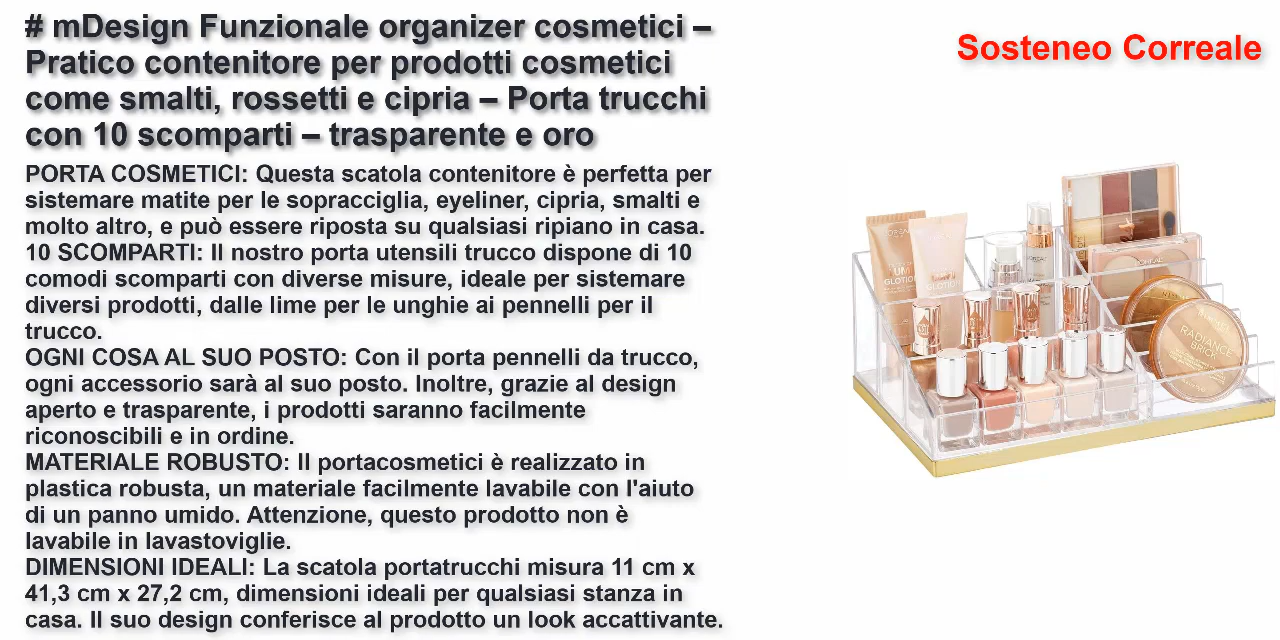 # mDesign Funzionale organizer cosmetici –
Pratico contenitore per prodotti cosmetici
come smalti, rossetti e cipria – Porta trucchi
con 10 scomparti – trasparente e oro
PORTA COSMETICI: Questa scatola contenitore è perfetta per
sistemare matite per le sopracciglia, eyeliner, cipria, smalti e
molto altro, e può essere riposta su qualsiasi ripiano in casa.
10 SCOMPARTI: Il nostro porta utensili trucco dispone di 10
comodi scomparti con diverse misure, ideale per sistemare
diversi prodotti, dalle lime per le unghie ai pennelli per il
trucco.
OGNI COSA AL SUO POSTO: Con il porta pennelli da trucco,
ogni accessorio sarà al suo posto. Inoltre, grazie al design
aperto e trasparente, i prodotti saranno facilmente
riconoscibili e in ordine.
MATERIALE ROBUSTO: Il portacosmetici è realizzato in
plastica robusta, un materiale facilmente lavabile con l'aiuto
di un panno umido. Attenzione, questo prodotto non è
lavabile in lavastoviglie.
DIMENSIONI IDEALI: La scatola portatrucchi misura 11 cm x
41,3 cm x 27,2 cm, dimensioni ideali per qualsiasi stanza in
casa. Il suo design conferisce al prodotto un look accattivante.
Sosteneo Correale
RADIANCE
BRICK